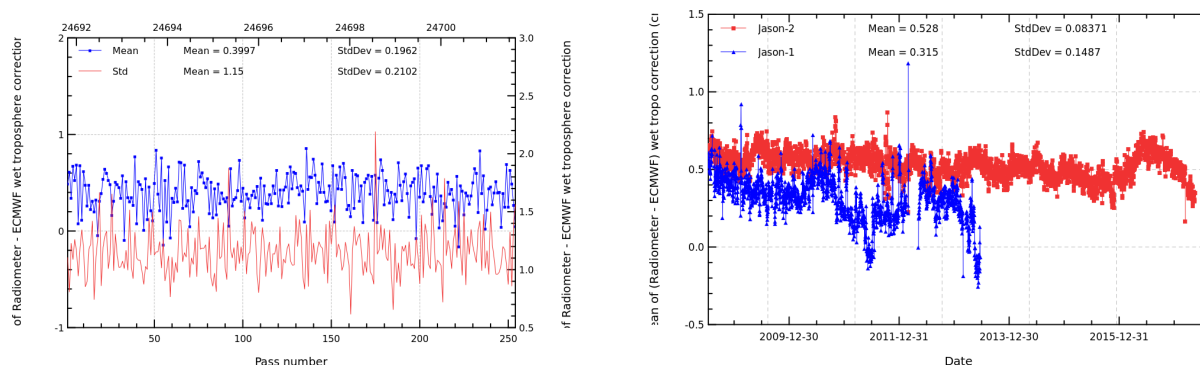 24692 24694 24696 24698 24700
Mean Mean = 0.3997 StdDev = 0.1962
Std Mean = 1.15 StdDev = 0.2102
of Radiometer - ECMWF wet troposphere correction
2
1
0
-1
3.0
2.5
2.0
1.5
1.0
0.5
of Radiometer - ECMWF wet troposphere correction
50 100 150 200 250
Pass number
Jason-2 Mean = 0.528 StdDev = 0.08371
Jason-1 Mean = 0.315 StdDev = 0.1487
of (Radiometer - ECMWF) wet tropo correction
1.5
1.0
0.5
0.0
-0.5
2009-12-30 2011-12-31 2013-12-30 2015-12-31
Date